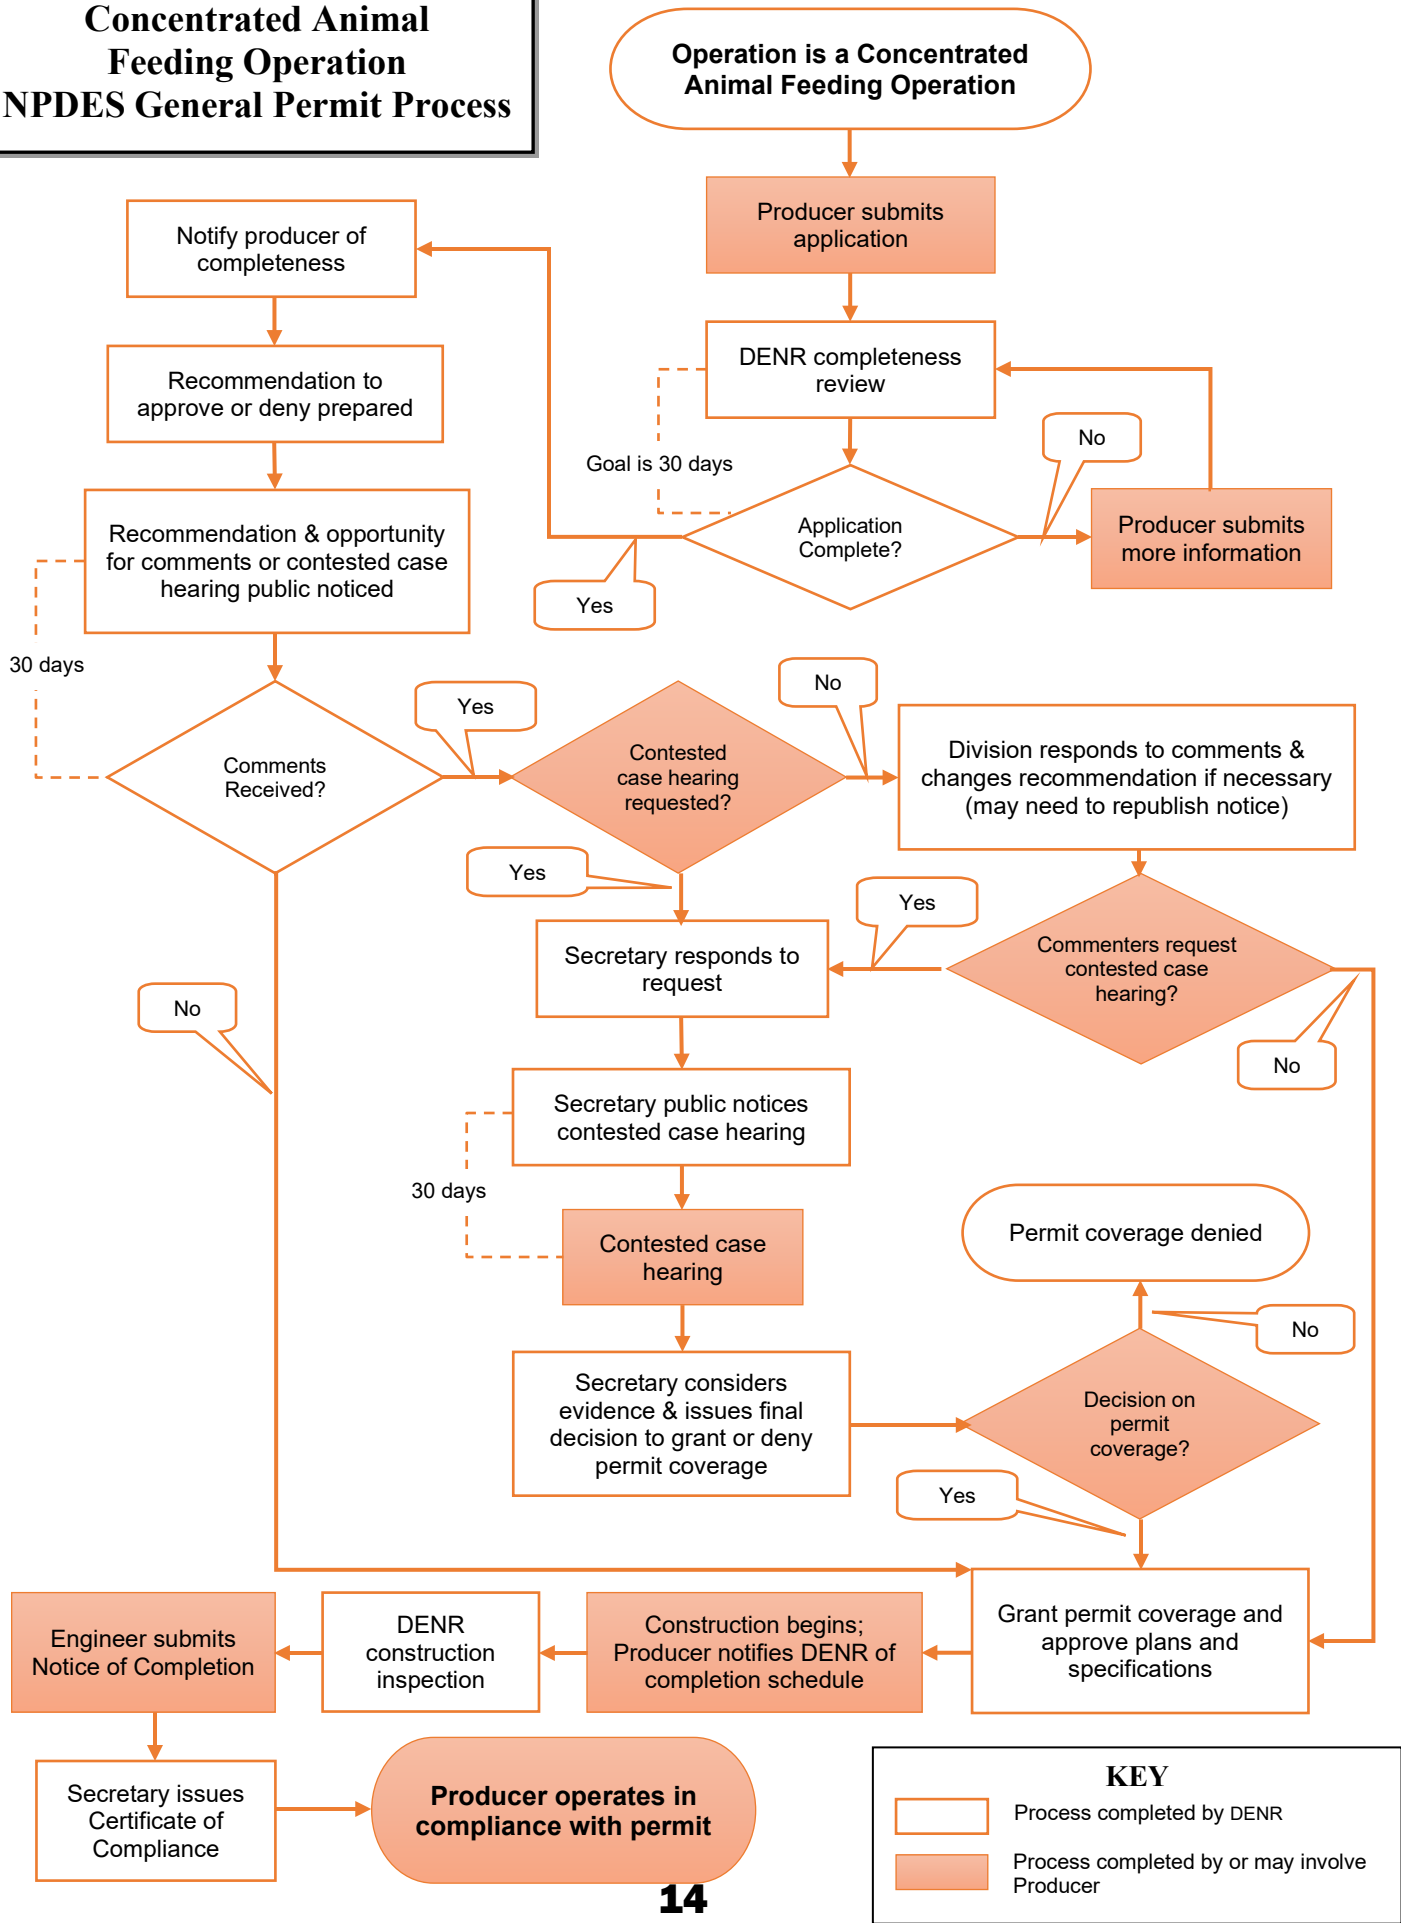 Concentrated Animal
Feeding Operation
NPDES General Permit Process
Operation is a Concentrated
Animal Feeding Operation
Producer submits
application
Notify producer of
completeness
DENR completeness
review
Recommendation to
approve or deny prepared
No
Goal is 30 days
Recommendation & opportunity
for comments or contested case
hearing public noticed
Application
Complete?
Producer submits
more information
Yes
30 days
Comments
Received?
Yes
Contested
case hearing
requested?
No
Division responds to comments &
changes recommendation if necessary
(may need to republish notice)
Yes
Yes
Commenters request
contested case
hearing?
Secretary responds to
request
No
No
Secretary public notices
contested case hearing
30 days
Contested case
hearing
Permit coverage denied
No
Secretary considers
evidence & issues final
decision to grant or deny
permit coverage
Decision on
permit
coverage?
Yes
Grant permit coverage and
approve plans and
specifications
Construction begins;
Producer notifies DENR of
completion schedule
DENR
construction
inspection
Engineer submits
Notice of Completion
Secretary issues
Certificate of
Compliance
Producer operates in
compliance with permit
KEY
Process completed by DENR
Process completed by or may involve
Producer
14